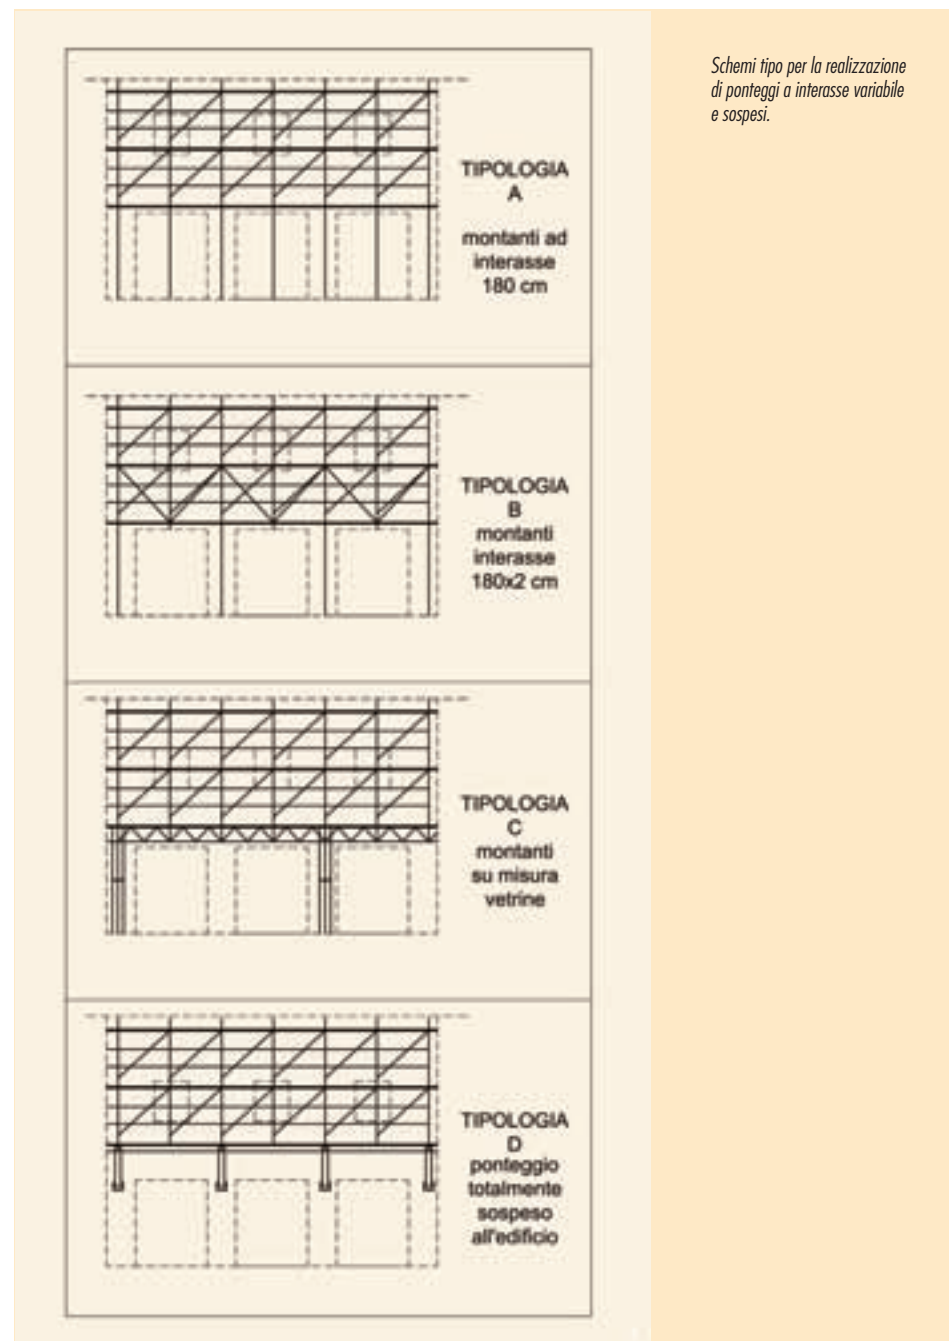 Schemi tipo per la realizzazione
di ponteggi a interasse variabile
e sospesi.
TIPOLOGIA
A
montanti ad
interasse
180 cm
TIPOLOGIA
B
montanti
interasse
180x2 cm
TIPOLOGIA
C
montanti
su misura
vetrine
TIPOLOGIA
D
ponteggio
totalmente
sospeso
all'edificio